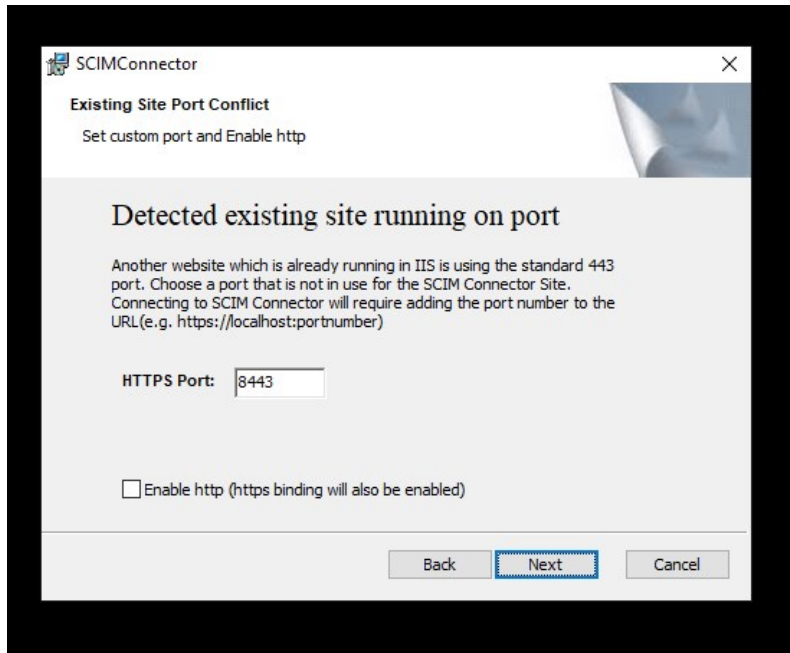 SCIMConnector
Existing Site Port Conflict
Set custom port and Enable http
Detected existing site running on port
Another website which is already running in IIS is using the standard 443
port. Choose a port that is not in use for the SCIM Connector Site.
Connecting to SCIM Connector will require adding the port number to the
URL(e.g. https://localhost:portnumber)
HTTPS Port: 8443
Enable http (https binding will also be enabled)
Back Next Cancel